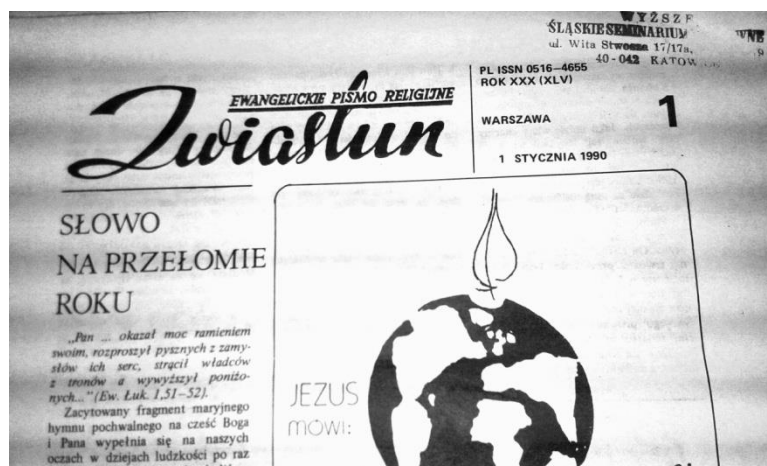 WYŻSZE
ŚLĄSKIE SEMINARIUM
ul. Wita Stwosza 17/17a,
40-042 KATOW
PL ISSN 0516—4655
ROK XXX (XLV)
EWANGELICKIE PISMO RELIGIJNE
Zwiastun
WARSZAWA
1
1 STYCZNIA 1990
SŁOWO
NA PRZEŁOMIE
ROKU
„Pan ... okazał moc ramieniem
swoim, rozproszył pysznych z zamy-
słów ich serc, strącił władców
z tronów a wywyższył poniżo-
nych..." (Ew. Łuk. 1,51—52).
Zacytowany fragment maryjnego
hymnu pochwalnego na cześć Boga
i Pana wypełnia się na naszych
oczach w dziejach ludzkości po raz
JEZUS
MÓWI: